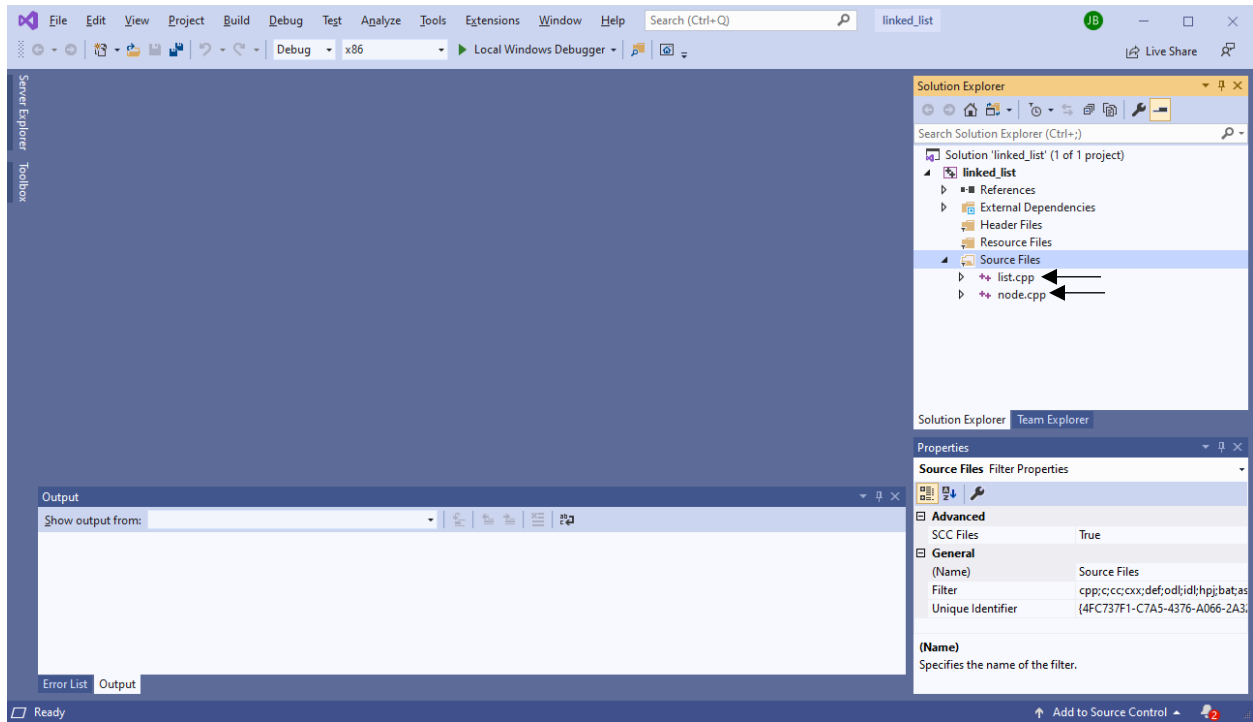 File Edit View Project Build Debug Test Analyze Tools Extensions Window Help Search (Ctrl+Q) linked_list JB
Debug x86 Local Windows Debugger Live Share
Server Explorer
Toolbox
Solution Explorer
Search Solution Explorer (Ctrl+;)
Solution 'linked_list' (1 of 1 project)
linked_list
References
External Dependencies
Header Files
Resource Files
Source Files
++ list.cpp
++ node.cpp
Solution Explorer Team Explorer
Properties
Source Files Filter Properties
Advanced
SCC Files True
General
(Name) Source Files
Filter cpp;c;cc;cxx;def;odl;idl;hpj;bat;as
Unique Identifier {4FC737F1-C7A5-4376-A066-2A32
(Name)
Specifies the name of the filter.
Output
Show output from:
Error List Output
Ready Add to Source Control 2